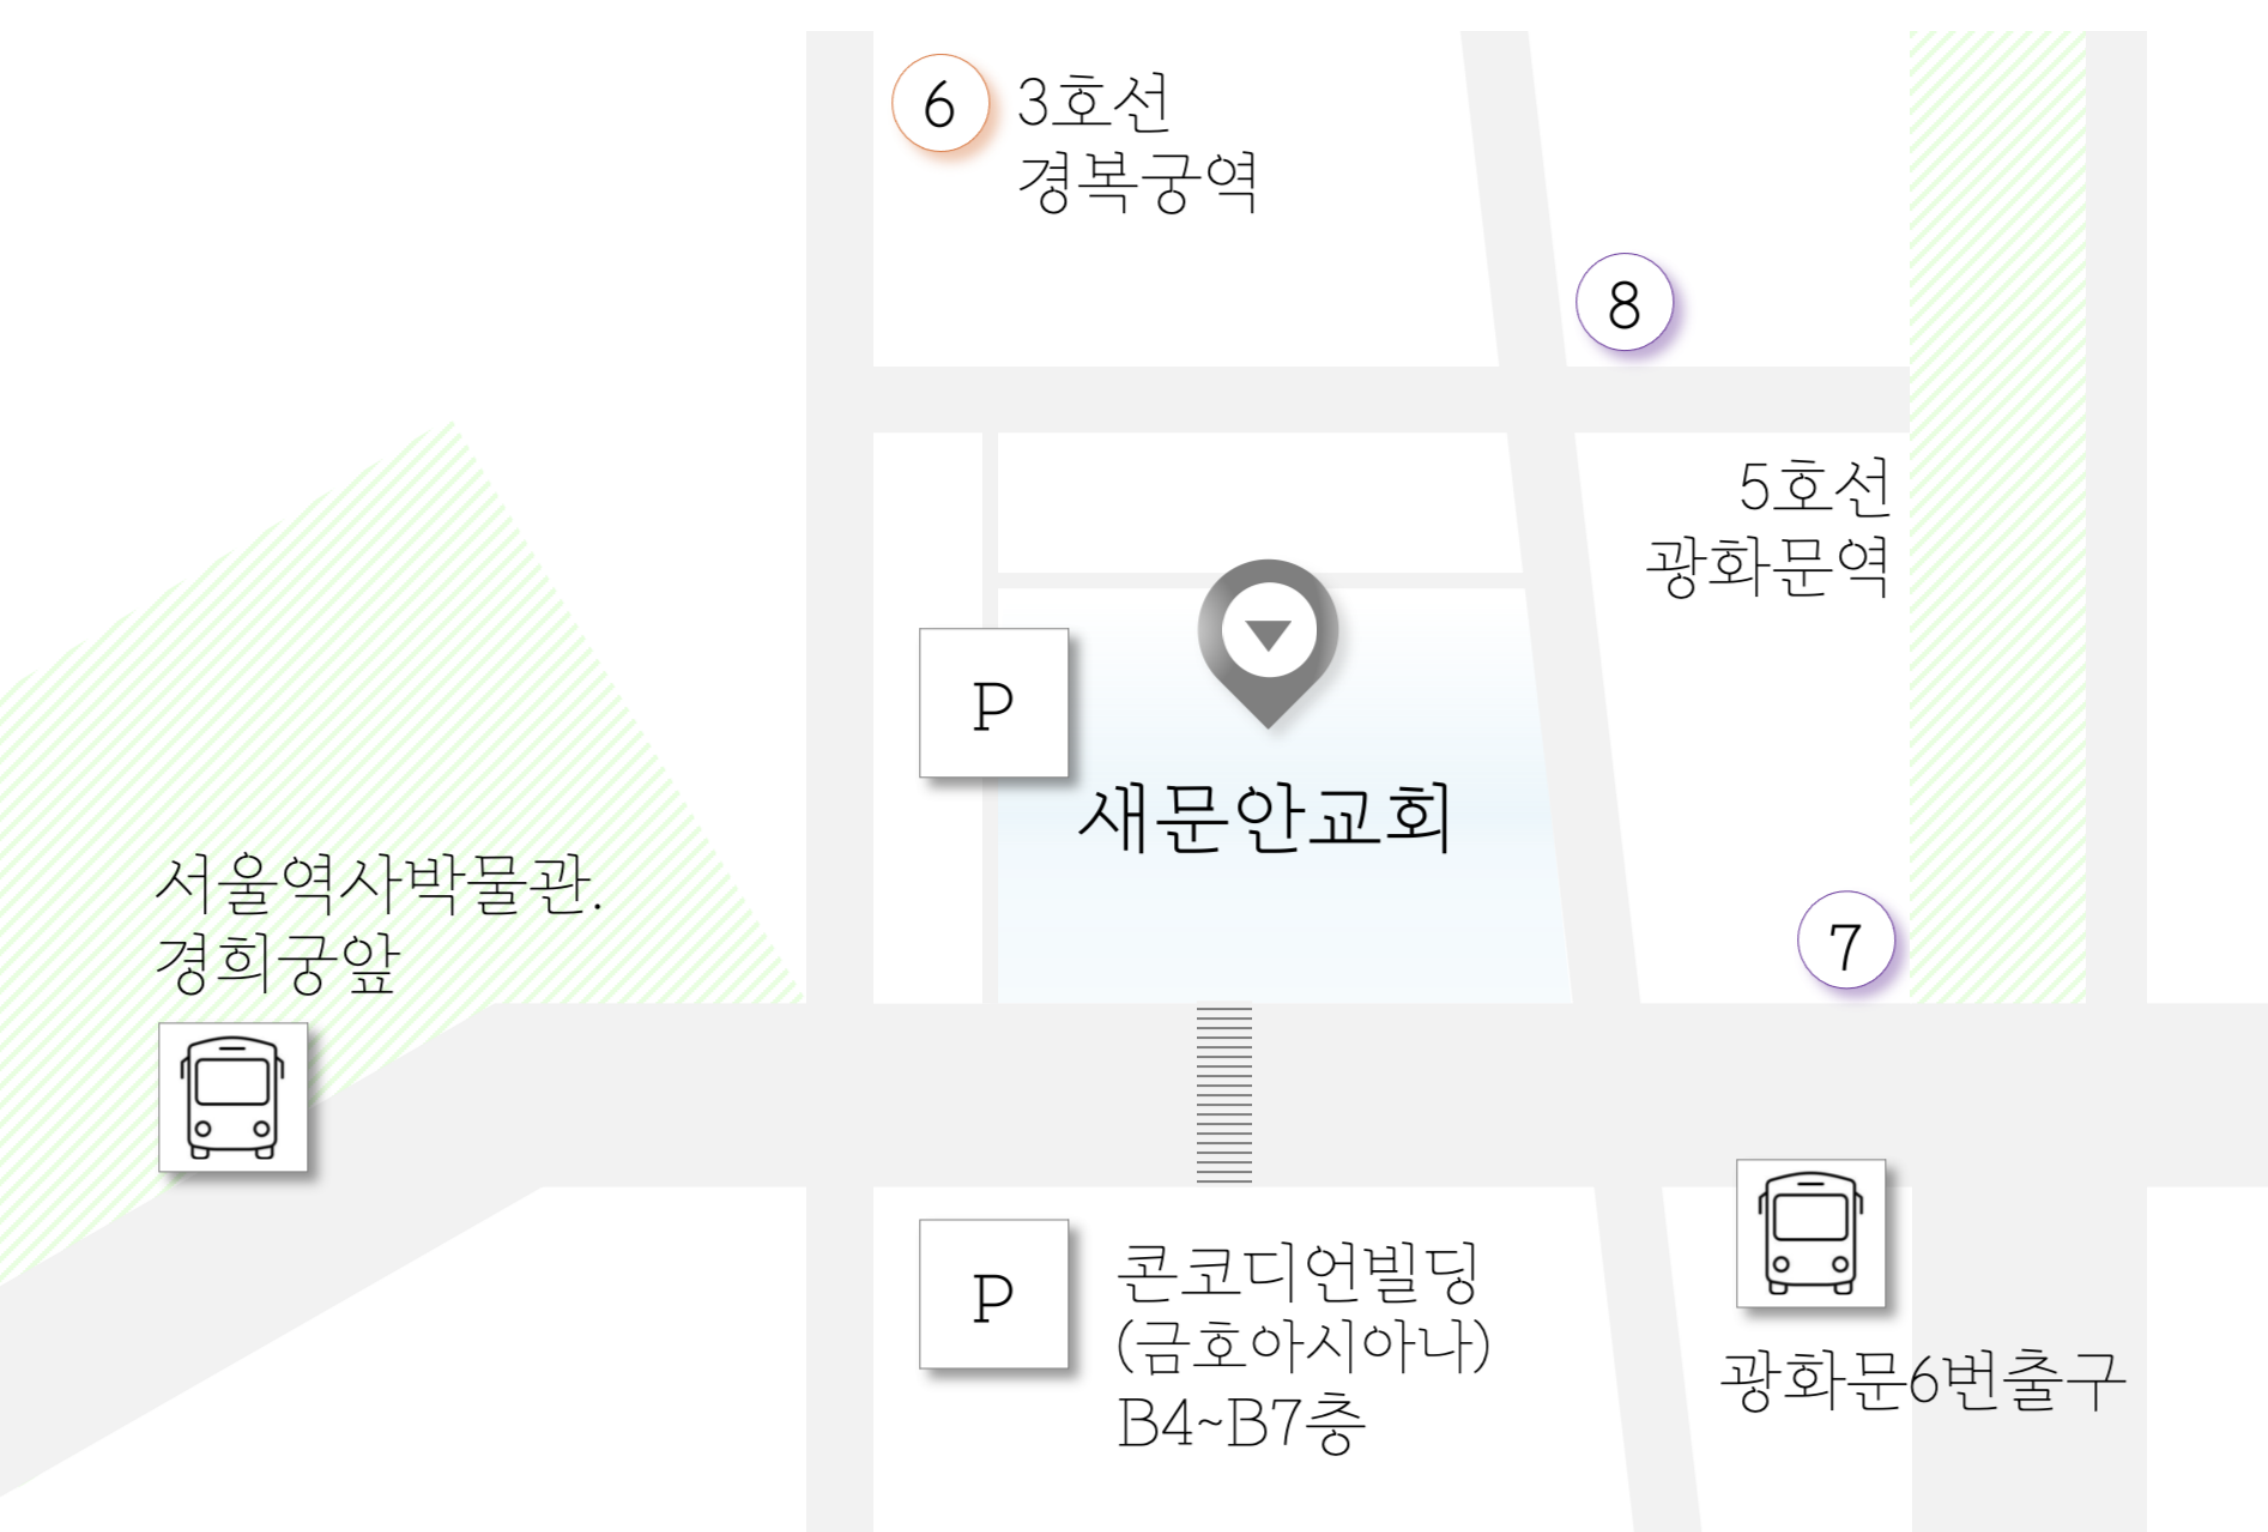 6
3호선
경복궁역
8
5호선
광화문역
P
새문안교회
서울역사박물관.
경희궁앞
7
P
콘코디언빌딩
(금호아시아나)
B4~B7층
광화문6번출구